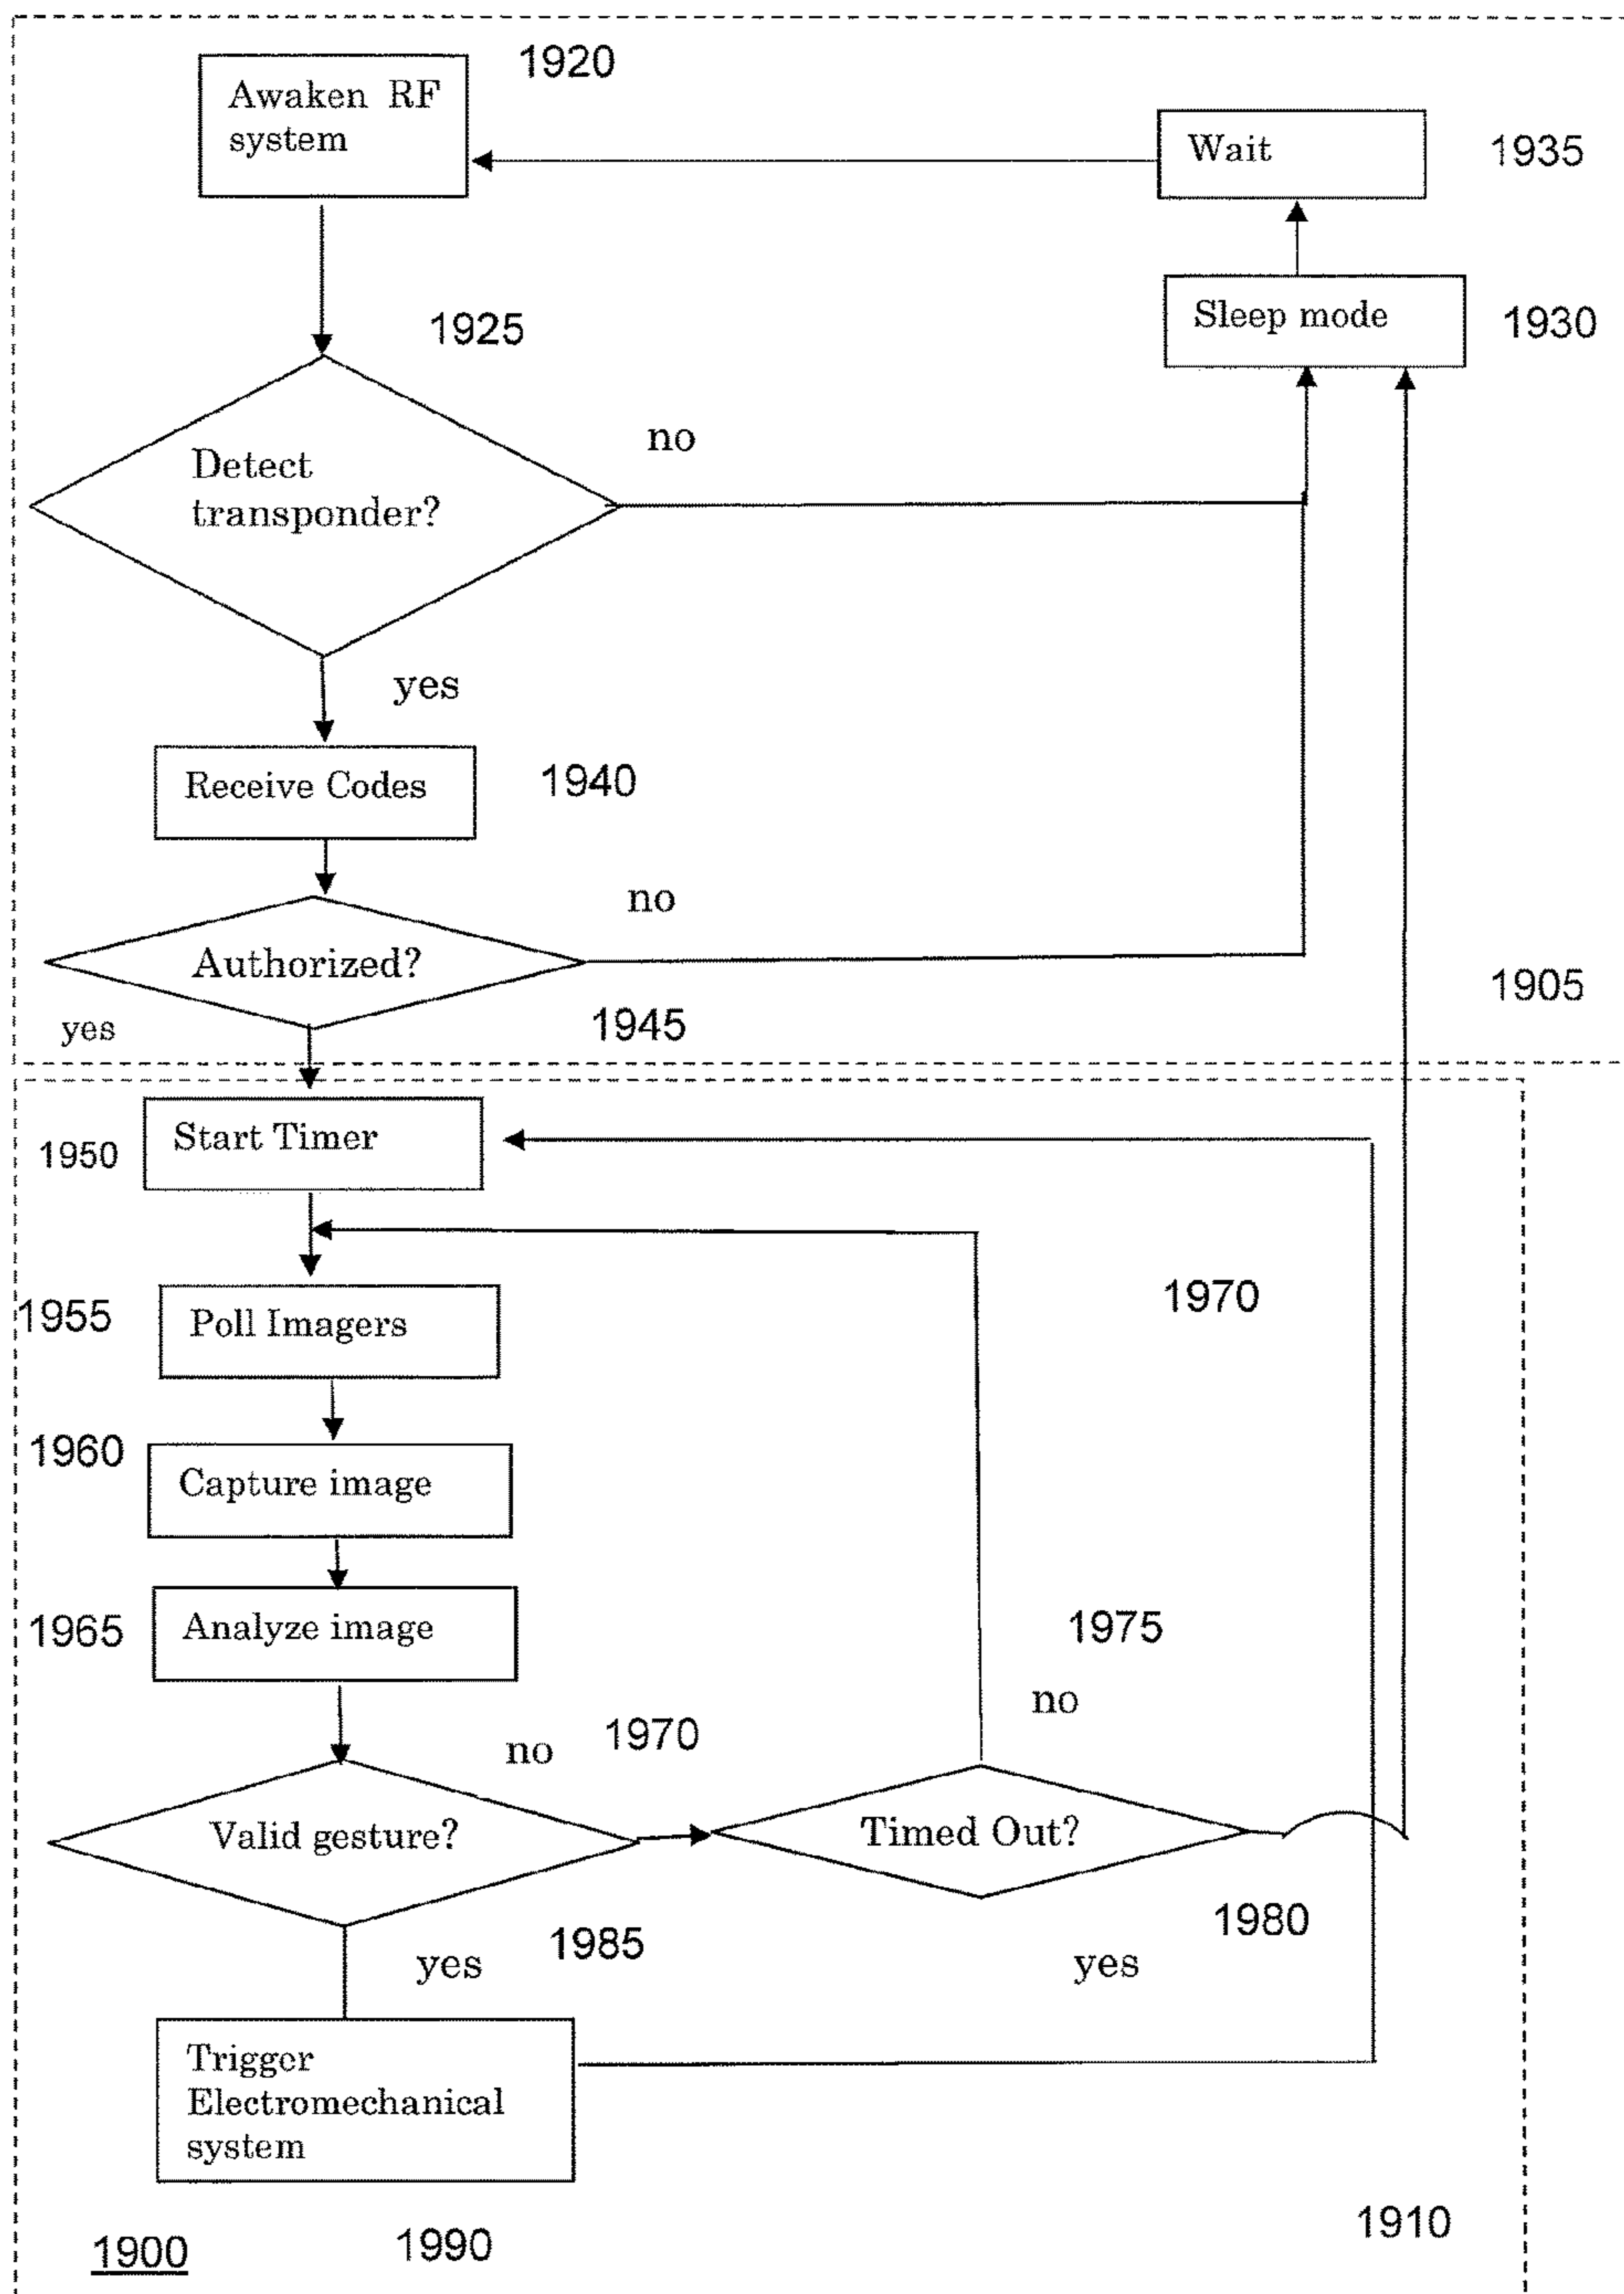 1920
Awaken RF
system
Wait
1935
Sleep mode
1930
1925
no
Detect
transponder?
yes
Receive Codes
1940
no
Authorized?
1905
yes
1945
Start Timer
1950
1970
1955
Poll Imagers
1960
Capture image
1965
Analyze image
1975
no
no
1970
Valid gesture?
Timed Out?
1980
1985
yes
yes
Trigger
Electromechanical
system
1910
1900
1990